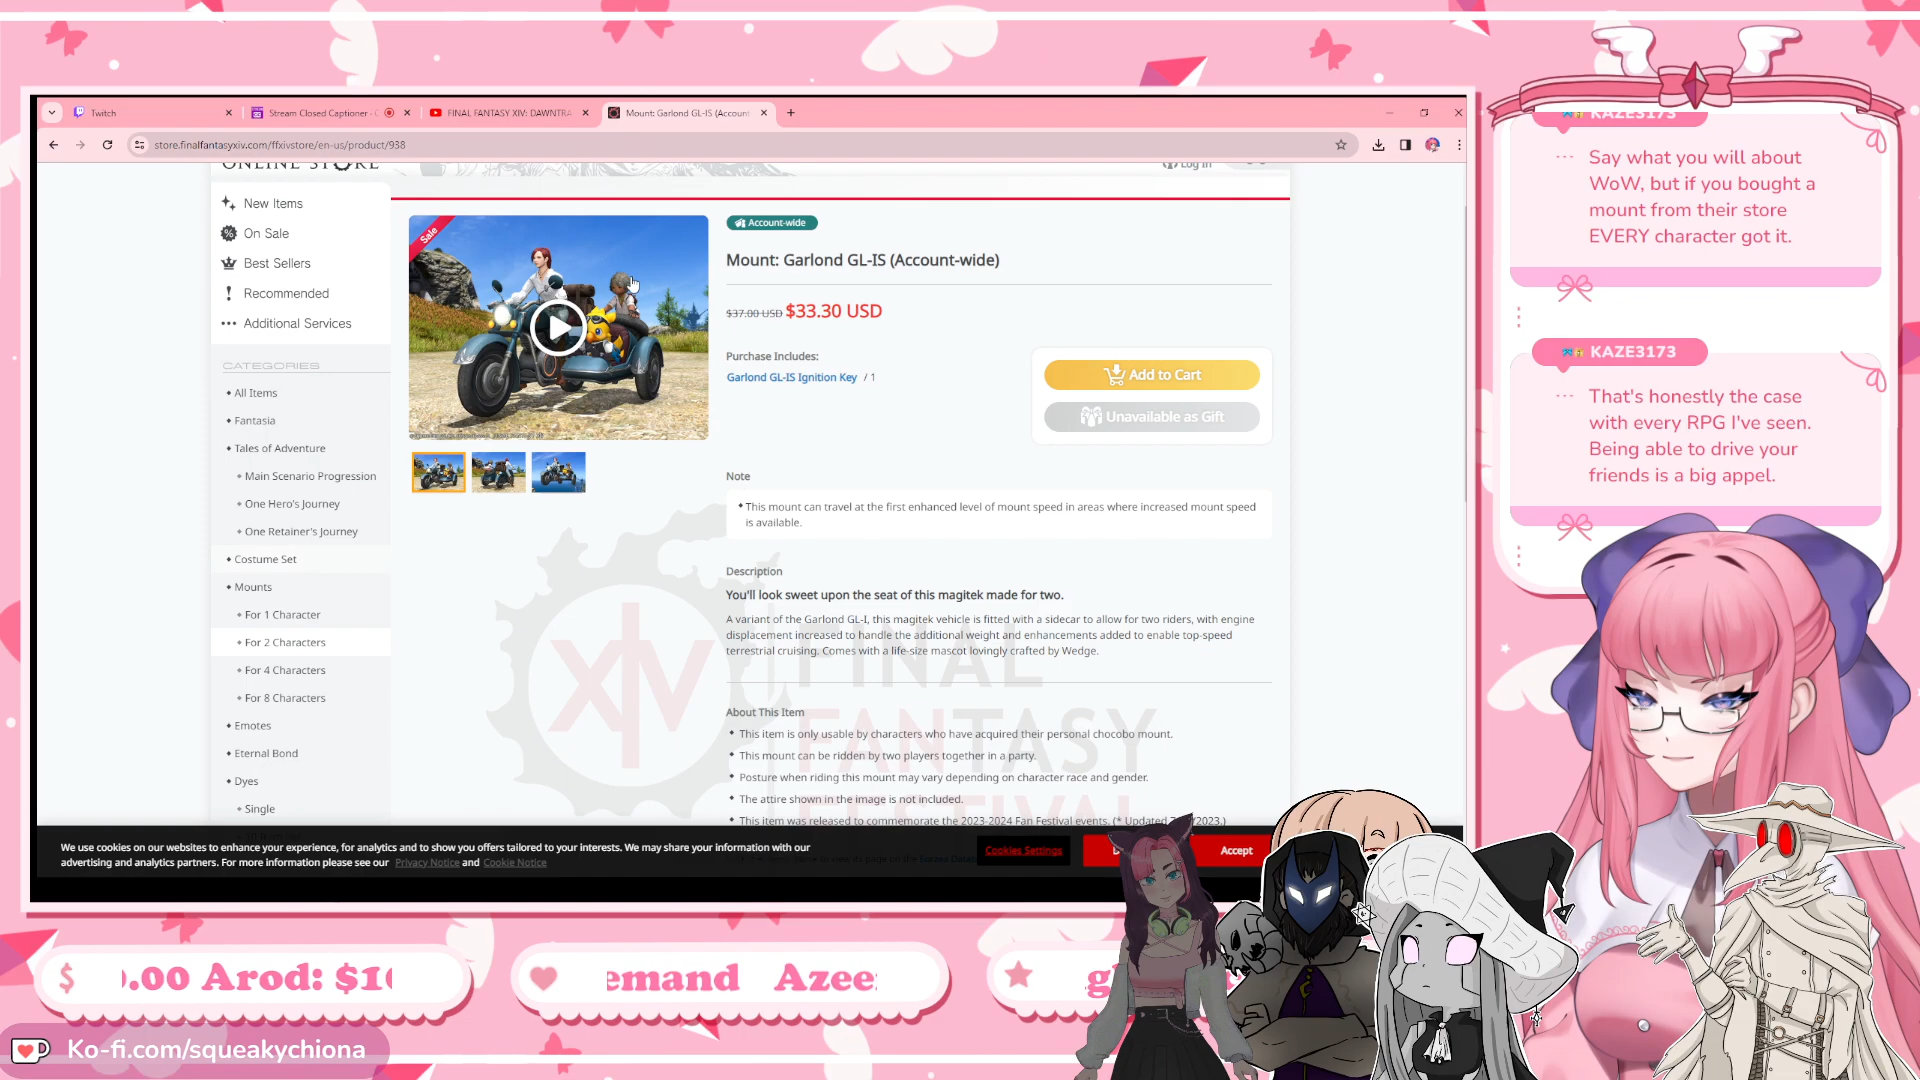 Twitch
Stream Closed Captioner - C
FINAL FANTASY XIV: DAWNTRA
Mount: Garlond GL-IS (Account
store.finalfantasyxiv.com/ffxivstore/en-us/product/938
ONLINE STORE
Log In
New Items
On Sale
Best Sellers
Recommended
Additional Services
CATEGORIES
All Items
Fantasia
Tales of Adventure
Main Scenario Progression
One Hero's Journey
One Retainer's Journey
Costume Set
Mounts
For 1 Character
For 2 Characters
For 4 Characters
For 8 Characters
Emotes
Eternal Bond
Dyes
Single
Sale
Account-wide
Mount: Garlond GL-IS (Account-wide)
$37.00 USD $33.30 USD
Purchase Includes:
Garlond GL-IS Ignition Key / 1
Add to Cart
Unavailable as Gift
Note
This mount can travel at the first enhanced level of mount speed in areas where increased mount speed
is available.
Description
You'll look sweet upon the seat of this magitek made for two.
A variant of the Garlond GL-I, this magitek vehicle is fitted with a sidecar to allow for two riders, with engine
displacement increased to handle the additional weight and enhancements added to enable top-speed
terrestrial cruising. Comes with a life-size mascot lovingly crafted by Wedge.
About This Item
This item is only usable by characters who have acquired their personal chocobo mount.
This mount can be ridden by two players together in a party.
Posture when riding this mount may vary depending on character race and gender.
The attire shown in the image is not included.
This item was released to commemorate the 2023-2024 Fan Festival events. (* Updated 2023.)
XIV
FINAL
FANTASY
FESTIVAL
We use cookies on our websites to enhance your experience, for analytics and to show you offers tailored to your interests. We may share your information with our
advertising and analytics partners. For more information please see our Privacy Notice and Cookie Notice
Cookies Settings
Accept
KAZE3173
Say what you will about
WoW, but if you bought a
mount from their store
EVERY character got it.
KAZE3173
That's honestly the case
with every RPG I've seen.
Being able to drive your
friends is a big appel.
$ 0.00 Arod: $10
emand Azee
Ko-fi.com/squeakychiona